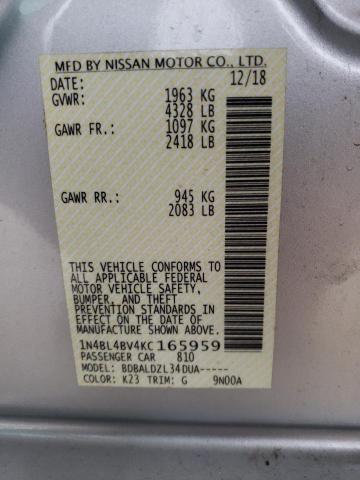 MFD BY NISSAN MOTOR CO., LTD.
DATE: 12/18
GVWR: 1963 KG
4328 LB
GAWR FR.: 1097 KG
2418 LB
GAWR RR.: 945 KG
2083 LB
THIS VEHICLE CONFORMS TO
ALL APPLICABLE FEDERAL
MOTOR VEHICLE SAFETY,
BUMPER, AND THEFT
PREVENTION STANDARDS
IN EFFECT ON THE DATE OF
MANUFACTURE SHOWN ABOVE.
1N4BL4BV4KC165959
PASSENGER CAR 810
MODEL: BDBALDZL34DUA-----
COLOR: K23 TRIM: G 9N00A